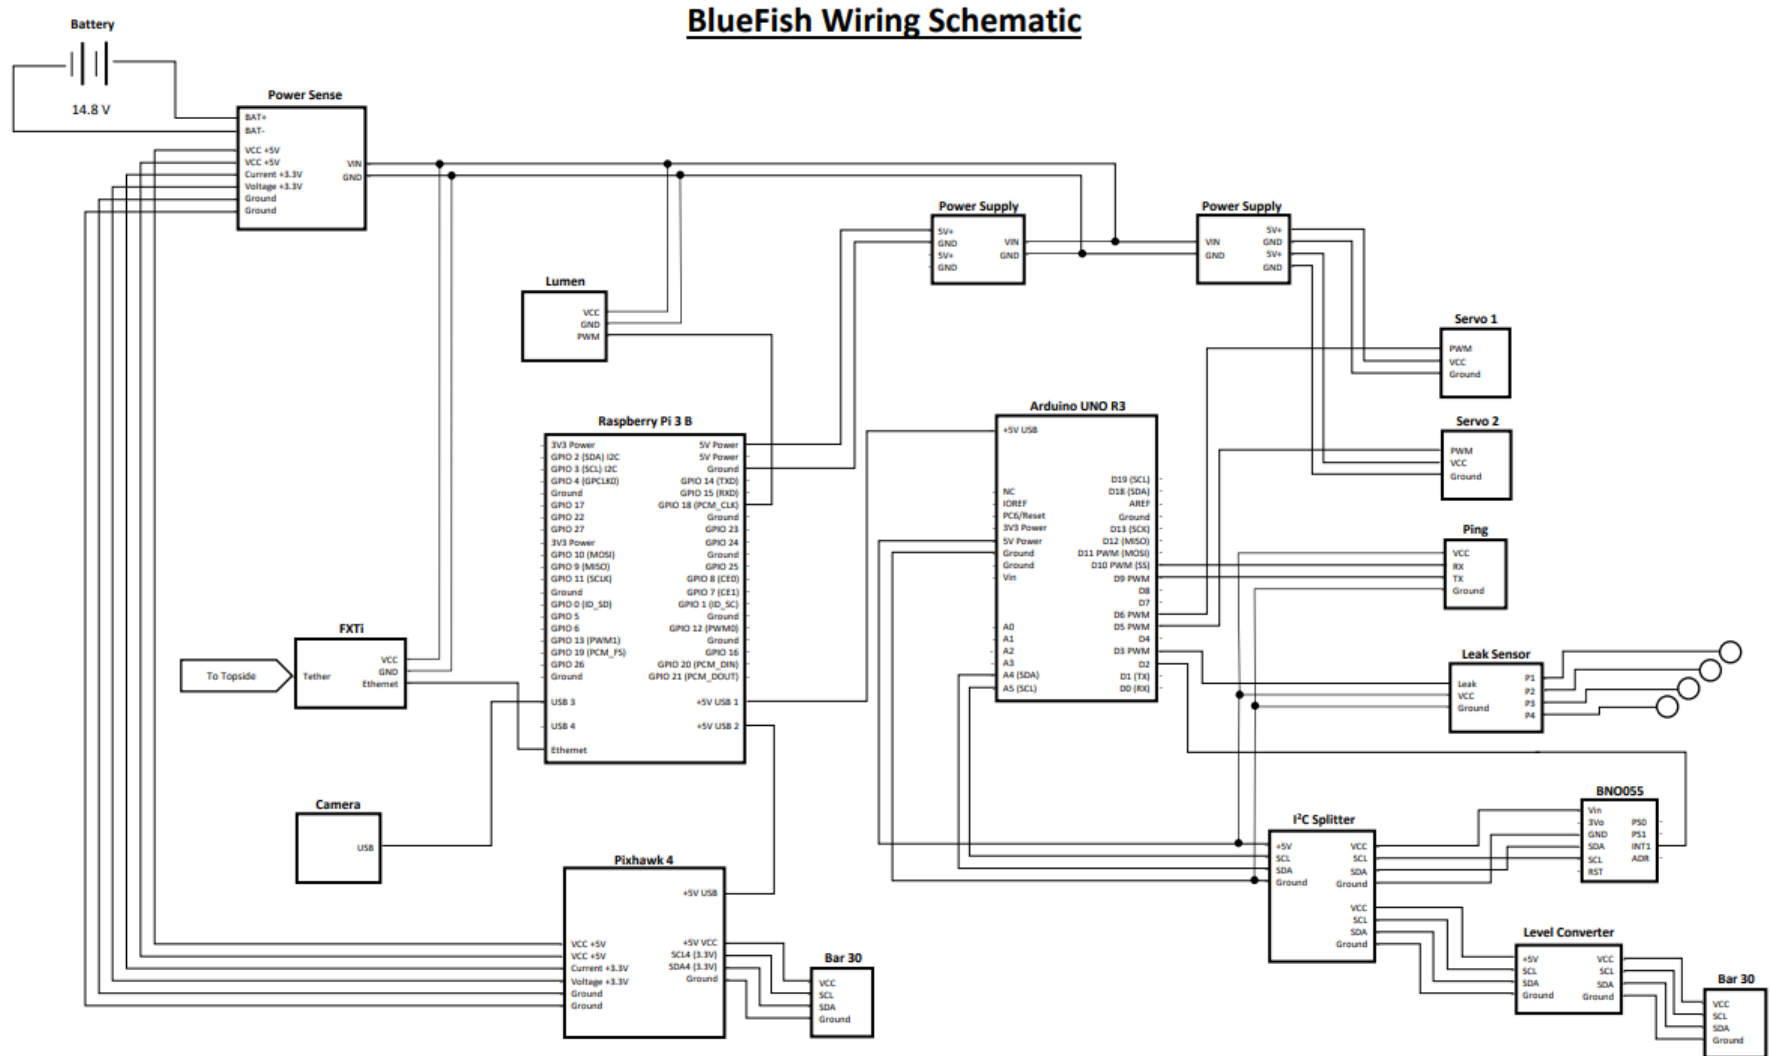 BlueFish Wiring Schematic
Battery
14.8 V
Power Sense
BAT+
BAT-
VCC +5V
VCC +5V
Current +3.3V
Voltage +3.3V
Ground
Ground
VIN
GND
Power Supply
5V+
GND
5V+
GND
VIN
GND
Power Supply
VIN
GND
5V+
GND
5V+
GND
Lumen
VCC
GND
PWM
Servo 1
PWM
VCC
Ground
Servo 2
PWM
VCC
Ground
Raspberry Pi 3 B
3V3 Power
GPIO 2 (SDA) I2C
GPIO 3 (SCL) I2C
GPIO 4 (GPCLK0)
Ground
GPIO 17
GPIO 22
GPIO 27
3V3 Power
GPIO 10 (MOSI)
GPIO 9 (MISO)
GPIO 11 (SCLK)
Ground
GPIO 0 (ID_SD)
GPIO 5
GPIO 6
GPIO 13 (PWM1)
GPIO 19 (PCM_FS)
GPIO 26
Ground
USB 3
USB 4
Ethernet
5V Power
5V Power
Ground
GPIO 14 (TXD)
GPIO 15 (RXD)
GPIO 18 (PCM_CLK)
Ground
GPIO 23
GPIO 24
Ground
GPIO 25
GPIO 8 (CE0)
GPIO 7 (CE1)
GPIO 1 (ID_SC)
Ground
GPIO 12 (PWM0)
Ground
GPIO 16
GPIO 20 (PCM_DIN)
GPIO 21 (PCM_DOUT)
+5V USB 1
+5V USB 2
Arduino UNO R3
+5V USB
NC
IOREF
PC6/Reset
3V3 Power
5V Power
Ground
Ground
Vin
A0
A1
A2
A3
A4 (SDA)
A5 (SCL)
D19 (SCL)
D18 (SDA)
AREF
Ground
D13 (SCK)
D12 (MISO)
D11 PWM (MOSI)
D10 PWM (SS)
D9 PWM
D8
D7
D6 PWM
D5 PWM
D4
D3 PWM
D2
D1 (TX)
D0 (RX)
Ping
VCC
RX
TX
Ground
FXTi
To Topside
Tether
VCC
GND
Ethernet
Leak Sensor
Leak
VCC
Ground
P1
P2
P3
P4
Camera
USB
BNO055
Vin
3Vo
GND
SDA
SCL
RST
PS0
PS1
INT1
ADR
I²C Splitter
+5V
SCL
SDA
Ground
VCC
SCL
SDA
Ground
VCC
SCL
SDA
Ground
Pixhawk 4
+5V USB
VCC +5V
VCC +5V
Current +3.3V
Voltage +3.3V
Ground
Ground
+5V VCC
SCL4 (3.3V)
SDA4 (3.3V)
Ground
Bar 30
VCC
SCL
SDA
Ground
Level Converter
+5V
SCL
SDA
Ground
VCC
SCL
SDA
Ground
Bar 30
VCC
SCL
SDA
Ground